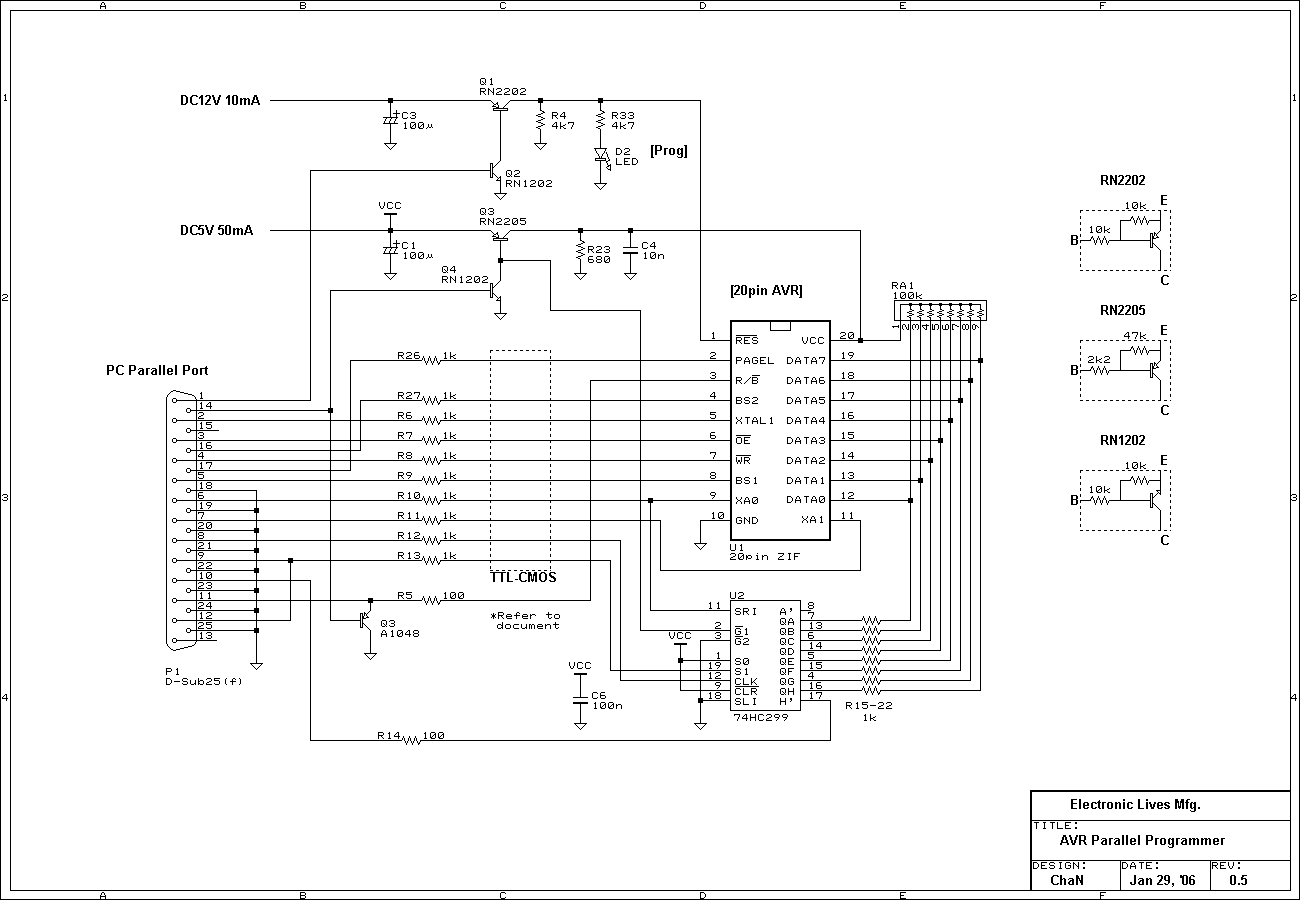 A B C D E F
1 1
2 2
3 3
4 4
A B C D E F
DC12V 10mA
C3
100μ
Q1
RN2202
R4
4k7
R33
4k7
D2
LED
[Prog]
Q2
RN1202
VCC
DC5V 50mA
C1
100μ
Q3
RN2205
R23
680
C4
10n
Q4
RN1202
[20pin AVR]
RA1
100k
1 2 3 4 5 6 7 8 9
1 RES VCC 20
2 PAGEL DATA7 19
3 R/B DATA6 18
4 BS2 DATA5 17
5 XTAL1 DATA4 16
6 OE DATA3 15
7 WR DATA2 14
8 BS1 DATA1 13
9 XA0 DATA0 12
10 GND XA1 11
U1
20pin ZIF
PC Parallel Port
1
14
2
15
3
16
4
17
5
18
6
19
7
20
8
21
9
22
10
23
11
24
12
25
13
P1
D-Sub25(f)
R26 1k
R27 1k
R6 1k
R7 1k
R8 1k
R9 1k
R10 1k
R11 1k
R12 1k
R13 1k
TTL-CMOS
R5 100
*Refer to
document
Q3
A1048
VCC
C6
100n
R14 100
U2
11 SRI A' 8
QA 7
2 G1 QB 13
3 G2 QC 6
QD 14
1 S0 QE 5
19 S1 QF 15
12 CLK QG 4
9 CLR QH 16
18 SLI H' 17
VCC
74HC299
R15-22
1k
RN2202
10k
E
B
10k
C
RN2205
47k
E
B
2k2
C
RN1202
10k
E
B
10k
C
Electronic Lives Mfg.
TITLE:
AVR Parallel Programmer
DESIGN: DATE: REV:
ChaN Jan 29, '06 0.5